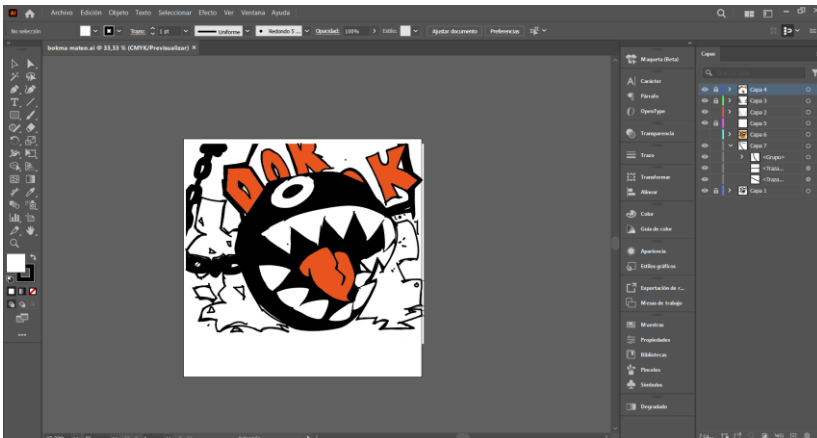 Archivo Edición Objeto Texto Seleccionar Efecto Ver Ventana Ayuda
No selección
Trazo: 1 pt
Uniforme
Redondo 5 ...
Opacidad: 100%
Estilo:
Ajustar documento
Preferencias
bokma mateo.ai @ 33,33 % (CMYK/Previsualizar) ×
Maqueta (Beta)
Carácter
Párrafo
OpenType
Transparencia
Trazo
Transformar
Alinear
Color
Guía de color
Apariencia
Estilos gráficos
Exportación de r...
Mesas de trabajo
Muestras
Propiedades
Bibliotecas
Pinceles
Símbolos
Degradado
Capas
Capa 4
Capa 3
Capa 2
Capa 5
Capa 6
Capa 7
<Grupo>
<Traza...
<Traza...
Capa 1